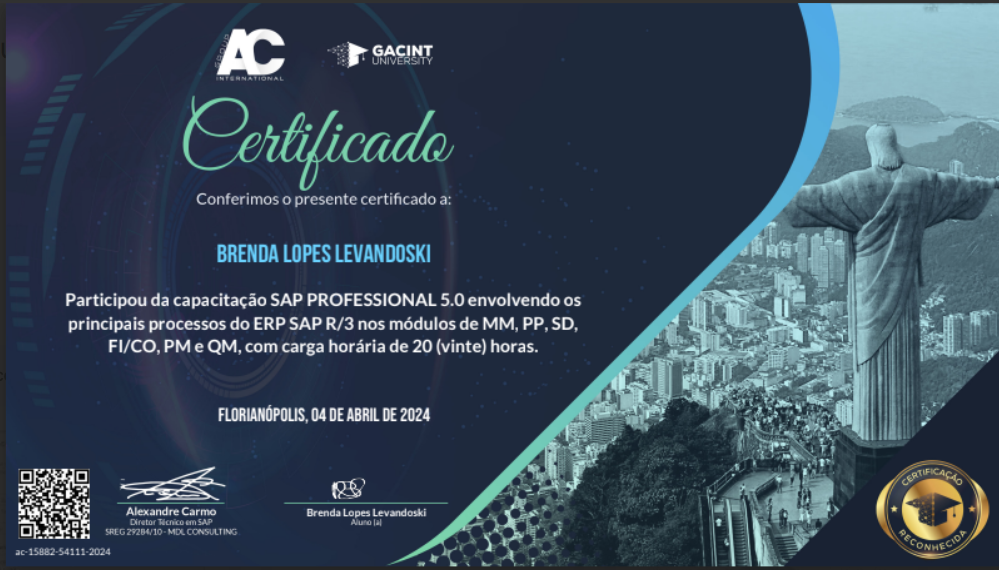 GROUP
AC
INTERNATIONAL
GACINT
UNIVERSITY
Certificado
Conferimos o presente certificado a:
BRENDA LOPES LEVANDOSKI
Participou da capacitação SAP PROFESSIONAL 5.0 envolvendo os
principais processos do ERP SAP R/3 nos módulos de MM, PP, SD,
FI/CO, PM e QM, com carga horária de 20 (vinte) horas.
FLORIANÓPOLIS, 04 DE ABRIL DE 2024
Alexandre Carmo
Diretor Técnico em SAP
SREG 29284/10 - MDL CONSULTING
Brenda Lopes Levandoski
Aluno (a)
ac-15882-54111-2024
CERTIFICAÇÃO
RECONHECIDA